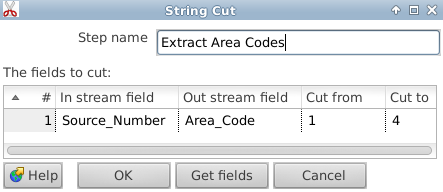 String Cut
Step name Extract Area Codes
The fields to cut:
# In stream field Out stream field Cut from Cut to
1 Source_Number Area_Code 1 4
Help OK Get fields Cancel